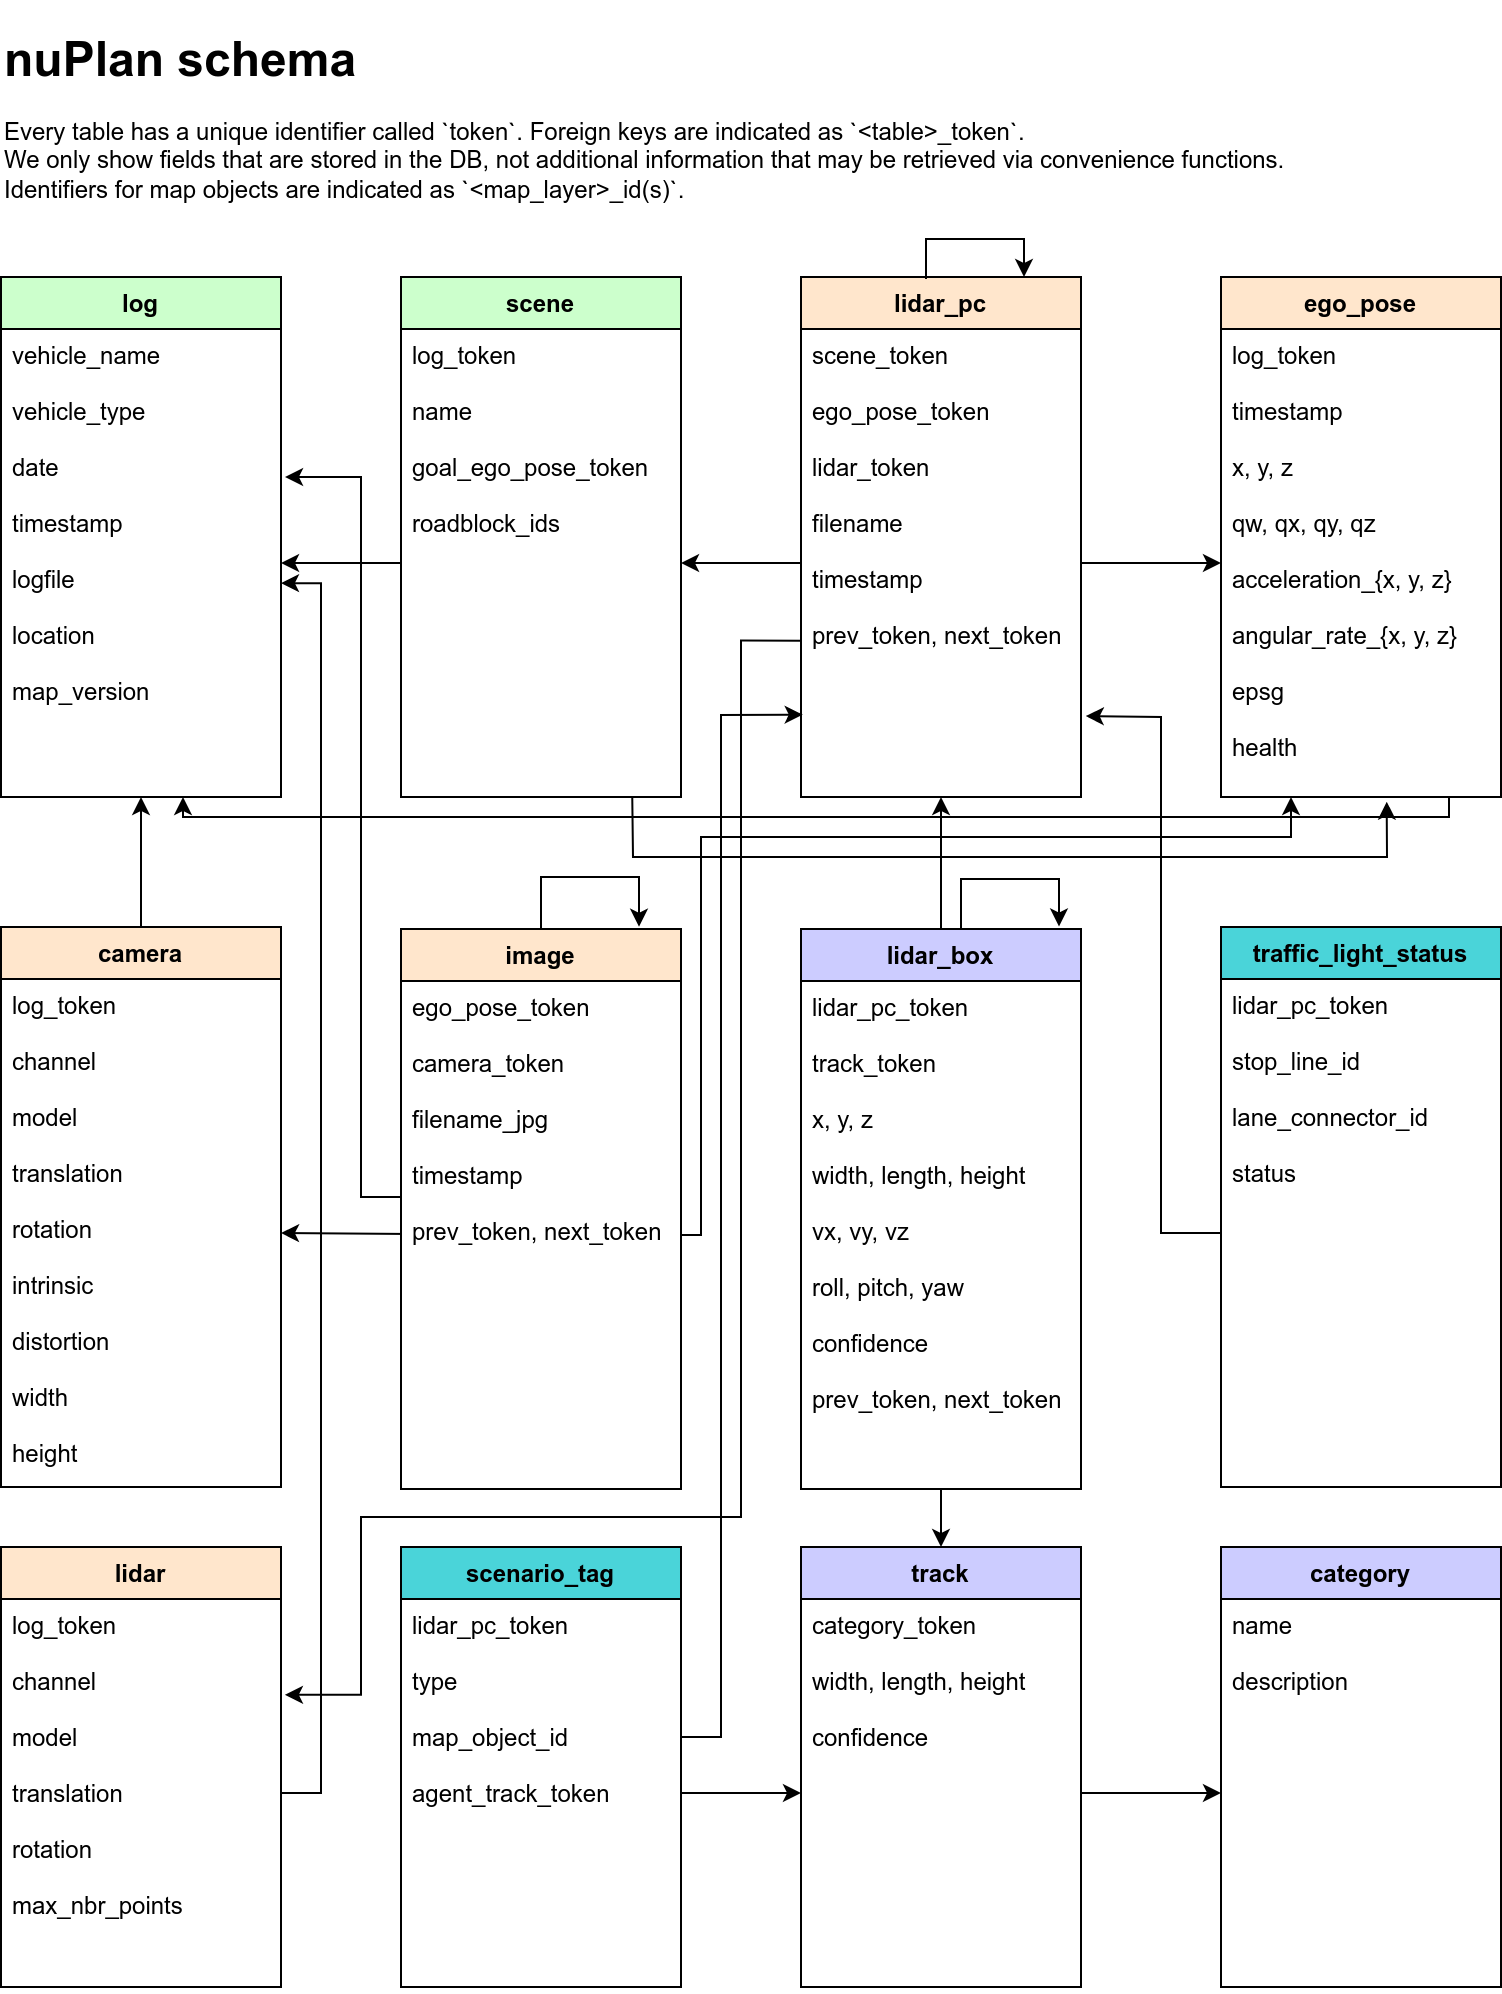 nuPlan schema
Every table has a unique identifier called `token`. Foreign keys are indicated as `<table>_token`.
We only show fields that are stored in the DB, not additional information that may be retrieved via convenience functions.
Identifiers for map objects are indicated as `<map_layer>_id(s)`.
log
vehicle_name
vehicle_type
date
timestamp
logfile
location
map_version
scene
log_token
name
goal_ego_pose_token
roadblock_ids
lidar_pc
scene_token
ego_pose_token
lidar_token
filename
timestamp
prev_token, next_token
ego_pose
log_token
timestamp
x, y, z
qw, qx, qy, qz
acceleration_{x, y, z}
angular_rate_{x, y, z}
epsg
health
camera
log_token
channel
model
translation
rotation
intrinsic
distortion
width
height
image
ego_pose_token
camera_token
filename_jpg
timestamp
prev_token, next_token
lidar_box
lidar_pc_token
track_token
x, y, z
width, length, height
vx, vy, vz
roll, pitch, yaw
confidence
prev_token, next_token
traffic_light_status
lidar_pc_token
stop_line_id
lane_connector_id
status
lidar
log_token
channel
model
translation
rotation
max_nbr_points
scenario_tag
lidar_pc_token
type
map_object_id
agent_track_token
track
category_token
width, length, height
confidence
category
name
description